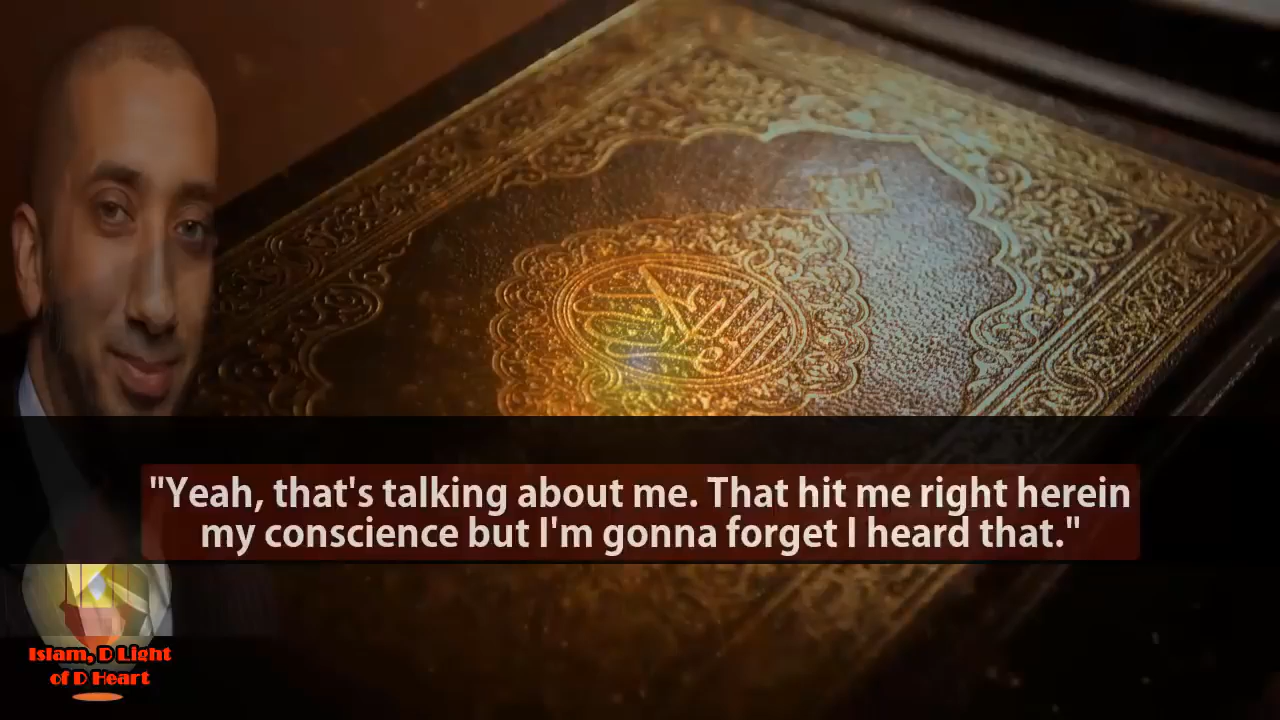 "Yeah, that's talking about me. That hit me right herein
my conscience but I'm gonna forget I heard that."
Islam, D Light
of D Heart